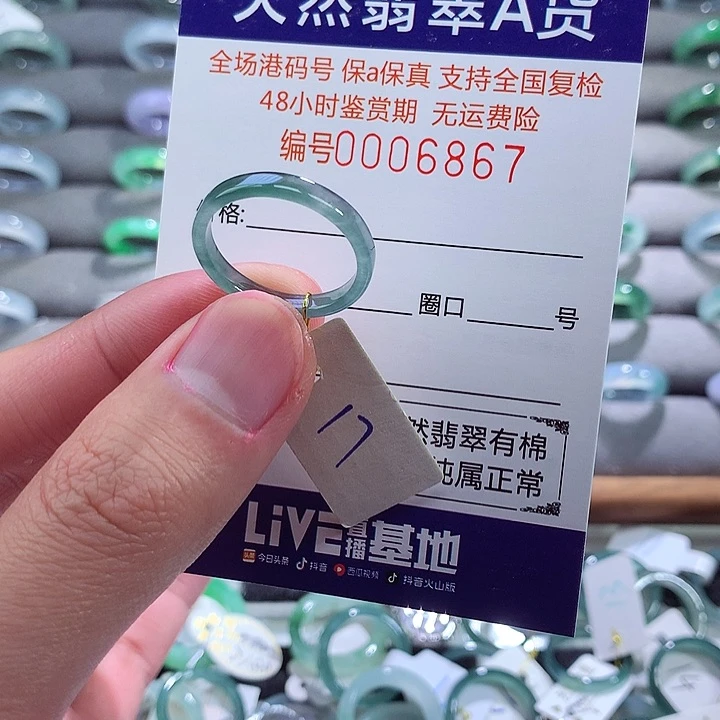 天然翡翠A货
全场港码号 保a保真 支持全国复检
48小时鉴赏期 无运费险
编号0006867
格:
圈口 号
17
然翡翠有棉
纯属正常
LIVE直播基地
头条 今日头条 抖音 西瓜视频 抖音火山版